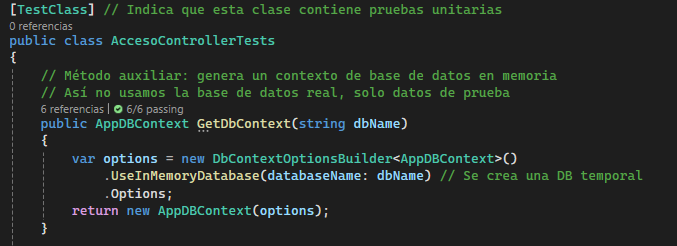 [TestClass] // Indica que esta clase contiene pruebas unitarias
0 referencias
public class AccesoControllerTests
{
// Método auxiliar: genera un contexto de base de datos en memoria
// Así no usamos la base de datos real, solo datos de prueba
6 referencias | 6/6 passing
public AppDBContext GetDbContext(string dbName)
{
var options = new DbContextOptionsBuilder<AppDBContext>()
.UseInMemoryDatabase(databaseName: dbName) // Se crea una DB temporal
.Options;
return new AppDBContext(options);
}